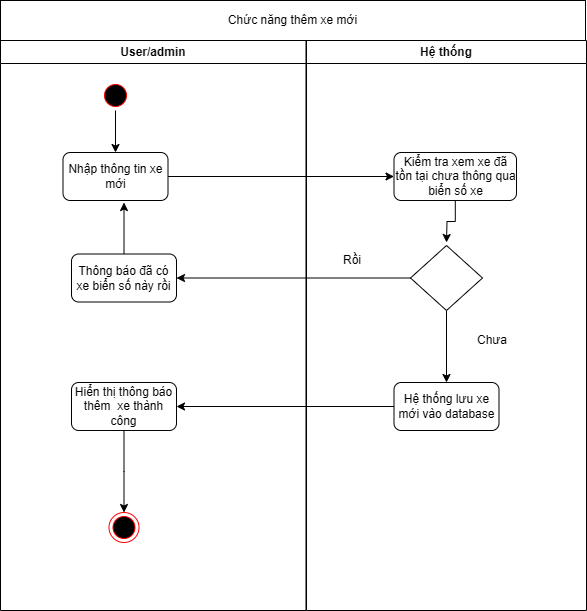 Chức năng thêm xe mới
User/admin
Hệ thống
Nhập thông tin xe
mới
Kiểm tra xem xe đã
tồn tại chưa thông qua
biển số xe
Thông báo đã có
xe biển số này rồi
Rồi
Chưa
Hiển thị thông báo
thêm xe thành
công
Hệ thống lưu xe
mới vào database